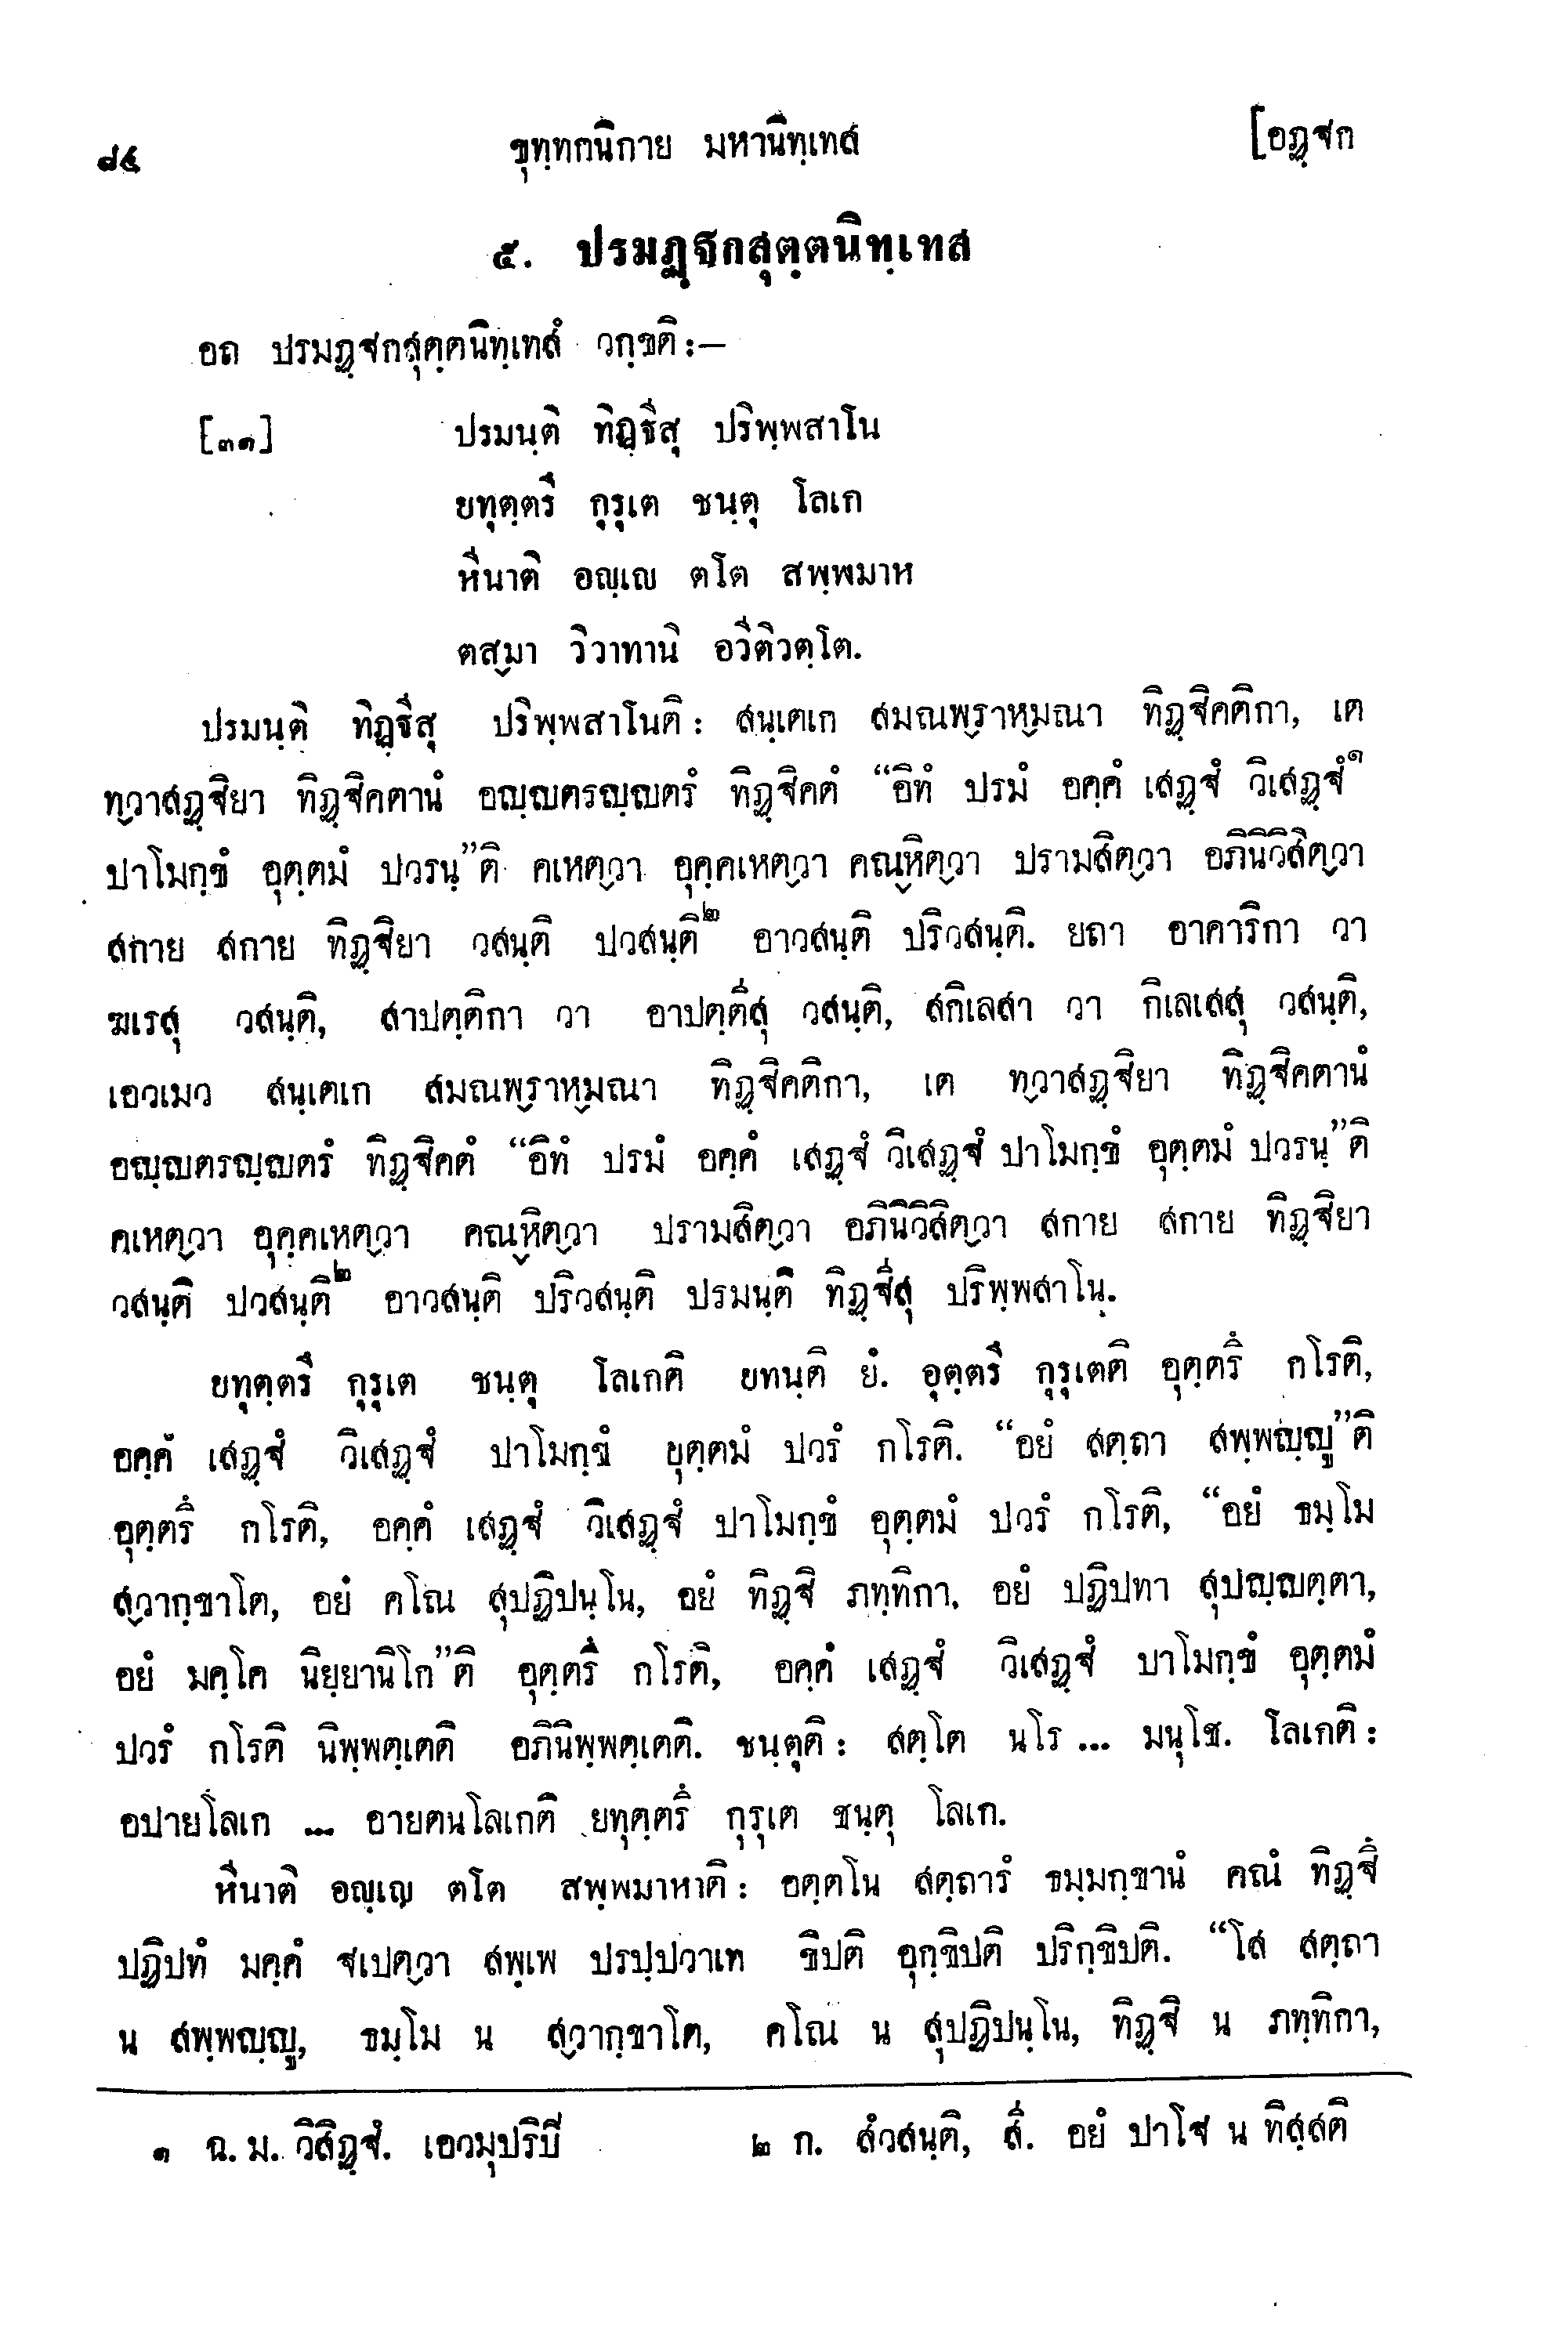 ๘๔ ขุทฺทกนิกาย มหานิทฺเทส [อฏฺฐก
๕. ปรมฏฺฐกสุตฺตนิทฺเทส
อถ ปรมฏฺฐกสุตฺตนิทฺเทสํ วกฺขติ :—
[๓๑] ปรมนฺติ ทิฏฺฐีสุ ปริพฺพสาโน
ยทุตฺตรึ กุรุเต ชนฺตุ โลเก
หีนาติ อญฺเญ ตโต สพฺพมาห
ตสฺมา วิวาทานิ อวีติวตฺโต.
ปรมนฺติ ทิฏฺฐีสุ ปริพฺพสาโนติ : สนฺเตเก สมณพฺราหฺมณา ทิฏฺฐิคติกา, เต
ทฺวาสฏฺฐิยา ทิฏฺฐิคตานํ อญฺญตรญฺญตรํ ทิฏฺฐิคตํ “อิทํ ปรมํ อคฺคํ เสฏฺฐํ วิเสฏฺฐํ๑
ปาโมกฺขํ อุตฺตมํ ปวรนฺ”ติ คเหตฺวา อุคฺคเหตฺวา คณฺหิตฺวา ปรามสิตฺวา อภินิวิสิตฺวา
สกาย สกาย ทิฏฺฐิยา วสนฺติ ปวสนฺติ๒ อาวสนฺติ ปริวสนฺติ. ยถา อาคาริกา วา
ฆเรสุ วสนฺติ, สาปตฺติกา วา อาปตฺตีสุ วสนฺติ, สกิเลสา วา กิเลเสสุ วสนฺติ,
เอวเมว สนฺเตเก สมณพฺราหฺมณา ทิฏฺฐิคติกา, เต ทฺวาสฏฺฐิยา ทิฏฺฐิคตานํ
อญฺญตรญฺญตรํ ทิฏฺฐิคตํ “อิทํ ปรมํ อคฺคํ เสฏฺฐํ วิเสฏฺฐํ ปาโมกฺขํ อุตฺตมํ ปวรนฺ”ติ
คเหตฺวา อุคฺคเหตฺวา คณฺหิตฺวา ปรามสิตฺวา อภินิวิสิตฺวา สกาย สกาย ทิฏฺฐิยา
วสนฺติ ปวสนฺติ๒ อาวสนฺติ ปริวสนฺติ ปรมนฺติ ทิฏฺฐีสุ ปริพฺพสาโน.
ยทุตฺตรึ กุรุเต ชนฺตุ โลเกติ ยทนฺติ ยํ. อุตฺตรึ กุรุเตติ อุตฺตรึ กโรติ,
อคฺคํ เสฏฺฐํ วิเสฏฺฐํ ปาโมกฺขํ ยุตฺตมํ ปวรํ กโรติ. “อยํ สตฺถา สพฺพญฺญู”ติ
อุตฺตรึ กโรติ, อคฺคํ เสฏฺฐํ วิเสฏฺฐํ ปาโมกฺขํ อุตฺตมํ ปวรํ กโรติ, “อยํ ธมฺโม
สฺวากฺขาโต, อยํ คโณ สุปฏิปนฺโน, อยํ ทิฏฺฐิ ภทฺทิกา, อยํ ปฏิปทา สุปญฺญตฺตา,
อยํ มคฺโค นิยฺยานิโก”ติ อุตฺตรึ กโรติ, อคฺคํ เสฏฺฐํ วิเสฏฺฐํ ปาโมกฺขํ อุตฺตมํ
ปวรํ กโรติ นิพฺพตฺเตติ อภินิพฺพตฺเตติ. ชนฺตูติ : สตฺโต นโร ... มนุโช. โลเกติ :
อปายโลเก ... อายตนโลเกติ ยทุตฺตรึ กุรุเต ชนฺตุ โลเก.
หีนาติ อญฺเญ ตโต สพฺพมาหาติ : อตฺตโน สตฺถารํ ธมฺมกฺขานํ คณํ ทิฏฺฐึ
ปฏิปทํ มคฺคํ ฐเปตฺวา สพฺเพ ปรปฺปวาเท ขิปติ อุกฺขิปติ ปริกฺขิปติ. “โส สตฺถา
น สพฺพญฺญู, ธมฺโม น สฺวากฺขาโต, คโณ น สุปฏิปนฺโน, ทิฏฺฐิ น ภทฺทิกา,
๑ ฉ. ม. วิสิฏฺฐํ. เอวมุปริปี ๒ ก. สํวสนฺติ, สี. อยํ ปาโฐ น ทิสฺสติ